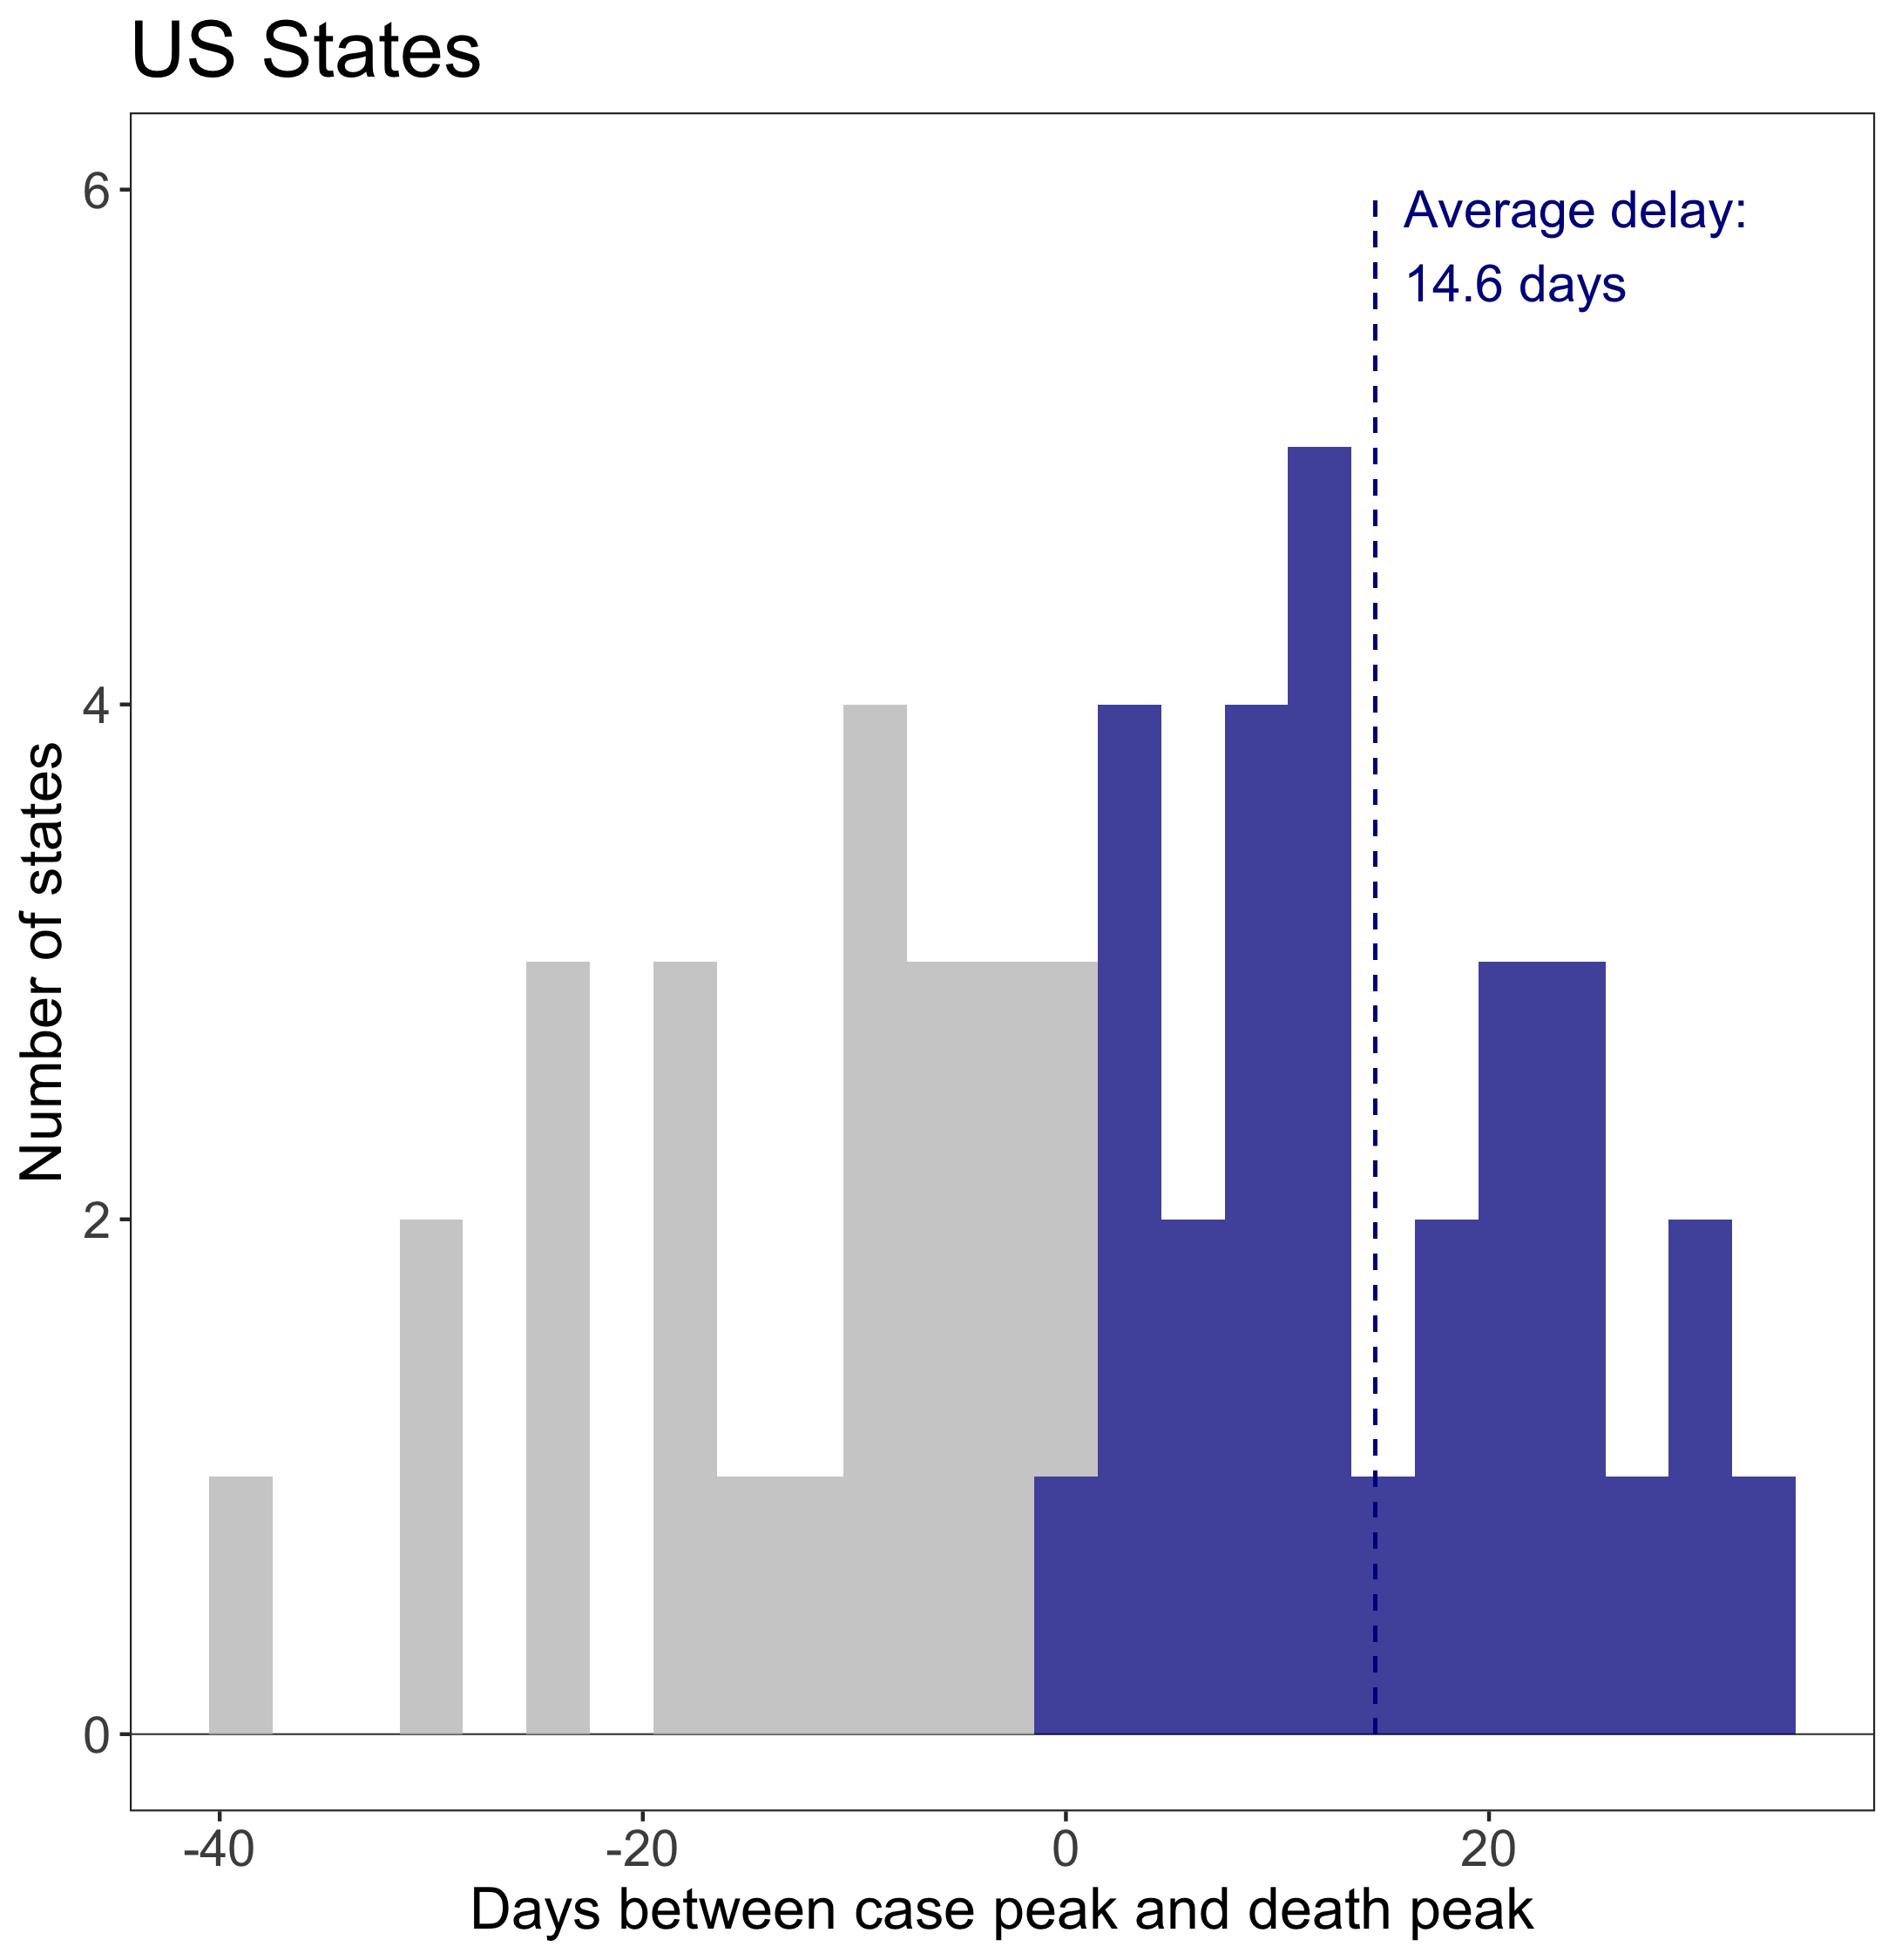 US States
6
4
2
0
Number of states
Average delay:
14.6 days
-40
-20
0
20
Days between case peak and death peak